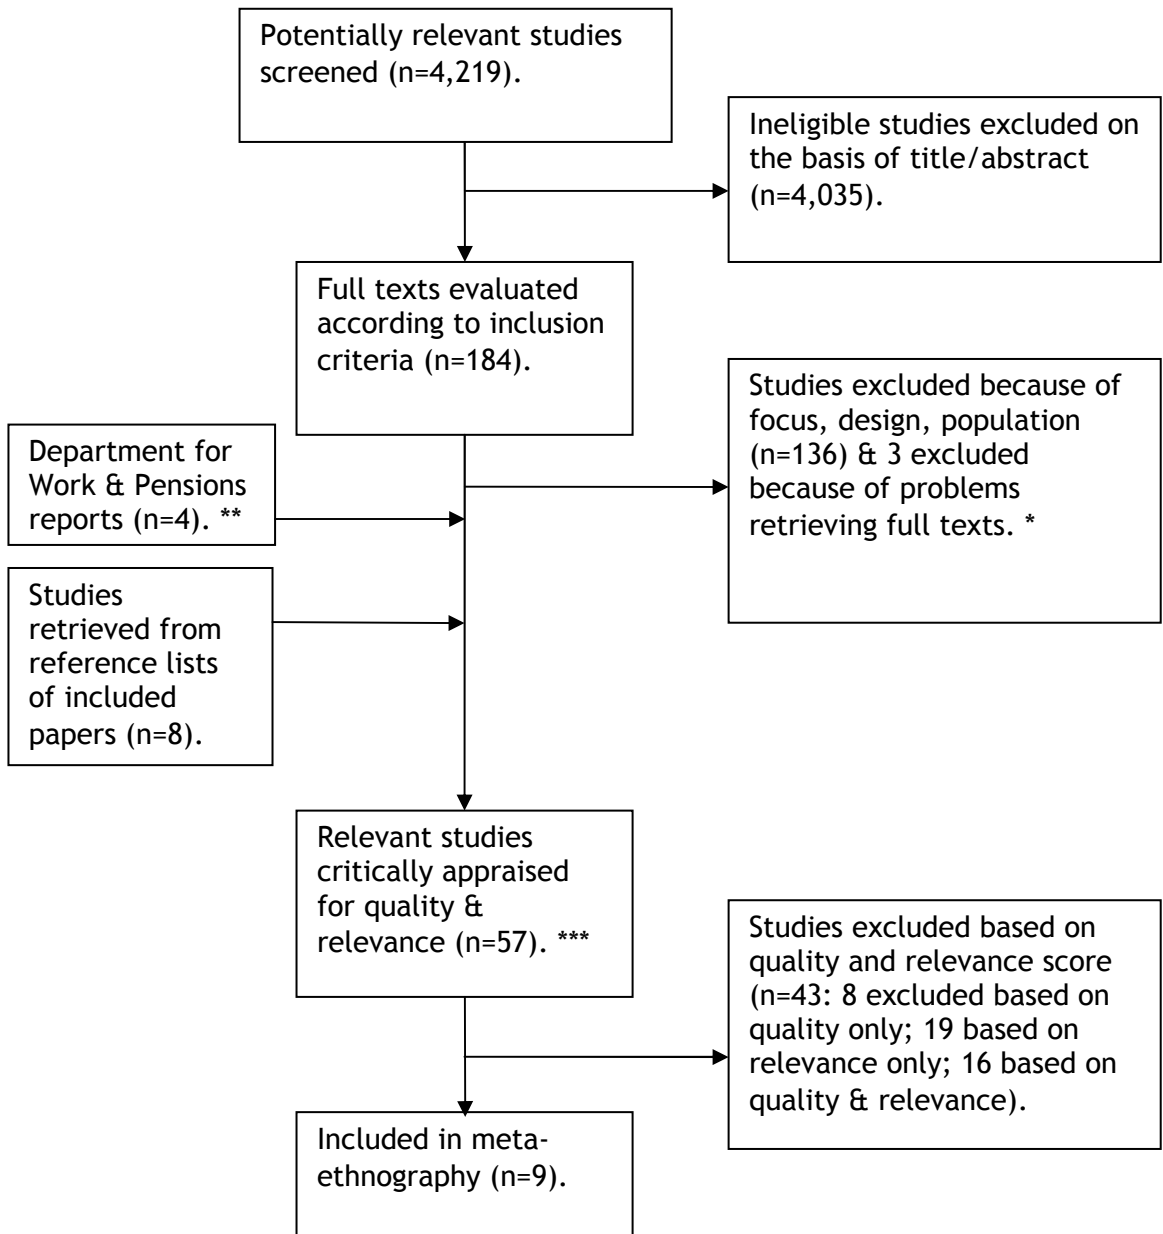 Potentially relevant studies
screened (n=4,219).
Ineligible studies excluded on
the basis of title/abstract
(n=4,035).
Full texts evaluated
according to inclusion
criteria (n=184).
Studies excluded because of
focus, design, population
(n=136) & 3 excluded
because of problems
retrieving full texts. *
Department for
Work & Pensions
reports (n=4). **
Studies
retrieved from
reference lists
of included
papers (n=8).
Relevant studies
critically appraised
for quality &
relevance (n=57). ***
Studies excluded based on
quality and relevance score
(n=43: 8 excluded based on
quality only; 19 based on
relevance only; 16 based on
quality & relevance).
Included in meta-
ethnography (n=9).